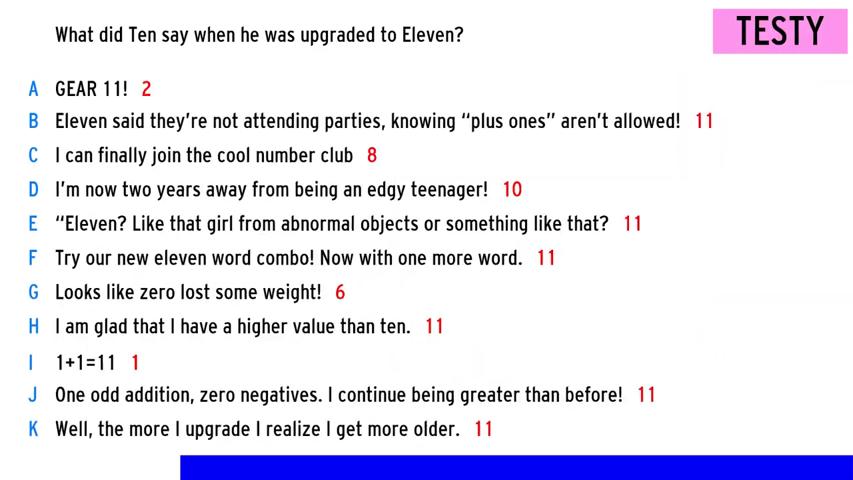 What did Ten say when he was upgraded to Eleven?
TESTY
A GEAR 11! 2
B Eleven said they're not attending parties, knowing “plus ones” aren't allowed! 11
C I can finally join the cool number club 8
D I'm now two years away from being an edgy teenager! 10
E “Eleven? Like that girl from abnormal objects or something like that? 11
F Try our new eleven word combo! Now with one more word. 11
G Looks like zero lost some weight! 6
H I am glad that I have a higher value than ten. 11
I 1+1=11 1
J One odd addition, zero negatives. I continue being greater than before! 11
K Well, the more I upgrade I realize I get more older. 11